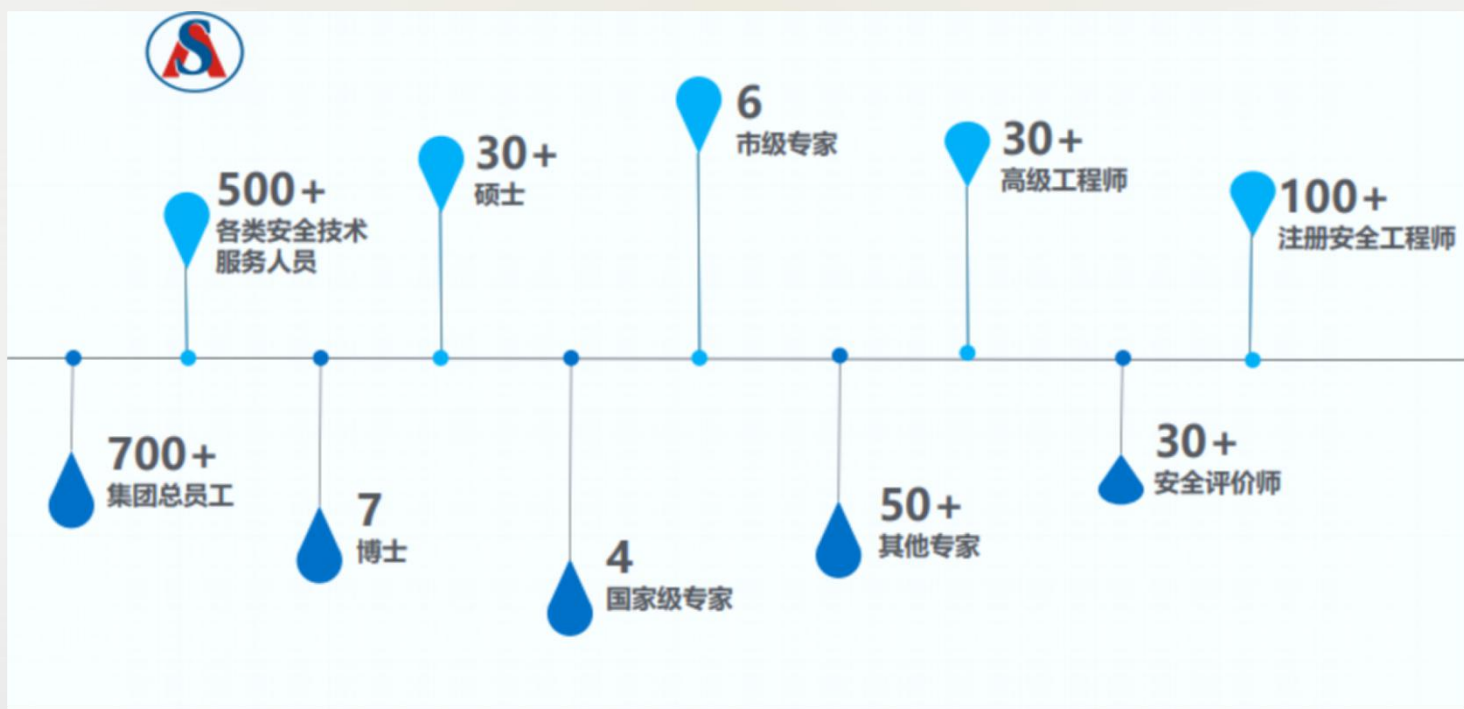 SA
700+
集团总员工
500+
各类安全技术
服务人员
7
博士
30+
硕士
4
国家级专家
6
市级专家
50+
其他专家
30+
高级工程师
30+
安全评价师
100+
注册安全工程师